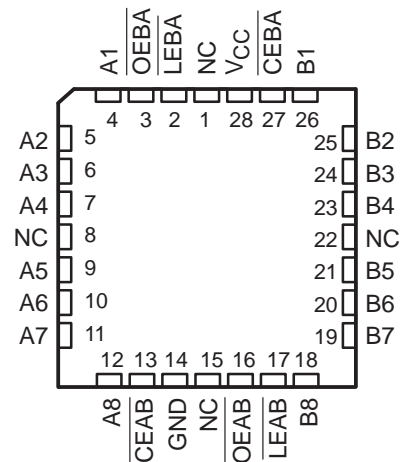 A1 OEBA LEBA NC VCC CEBA B1
4 3 2 1 28 27 26
A2 5 25 B2
A3 6 24 B3
A4 7 23 B4
NC 8 22 NC
A5 9 21 B5
A6 10 20 B6
A7 11 19 B7
12 13 14 15 16 17 18
A8 CEAB GND NC OEAB LEAB B8